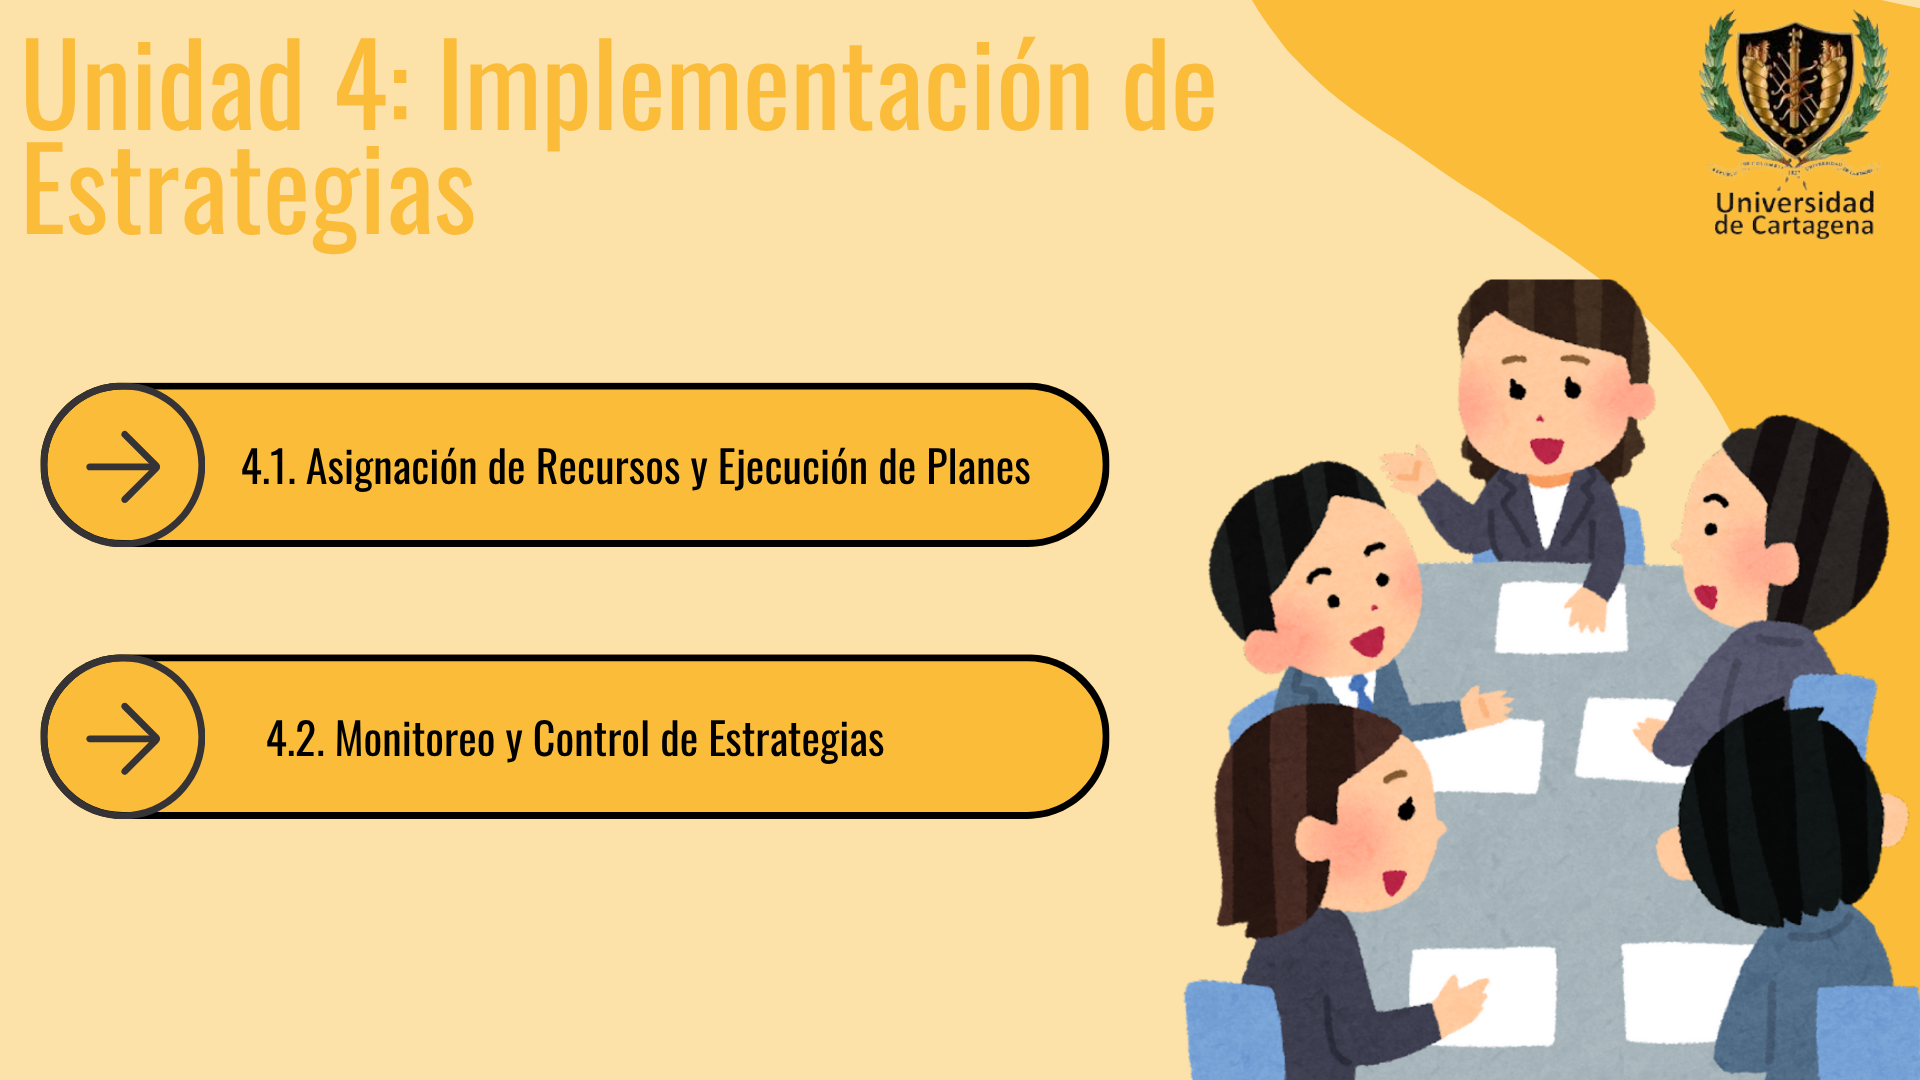 Unidad 4: Implementación de
Estrategias
Universidad
de Cartagena
4.1. Asignación de Recursos y Ejecución de Planes
4.2. Monitoreo y Control de Estrategias